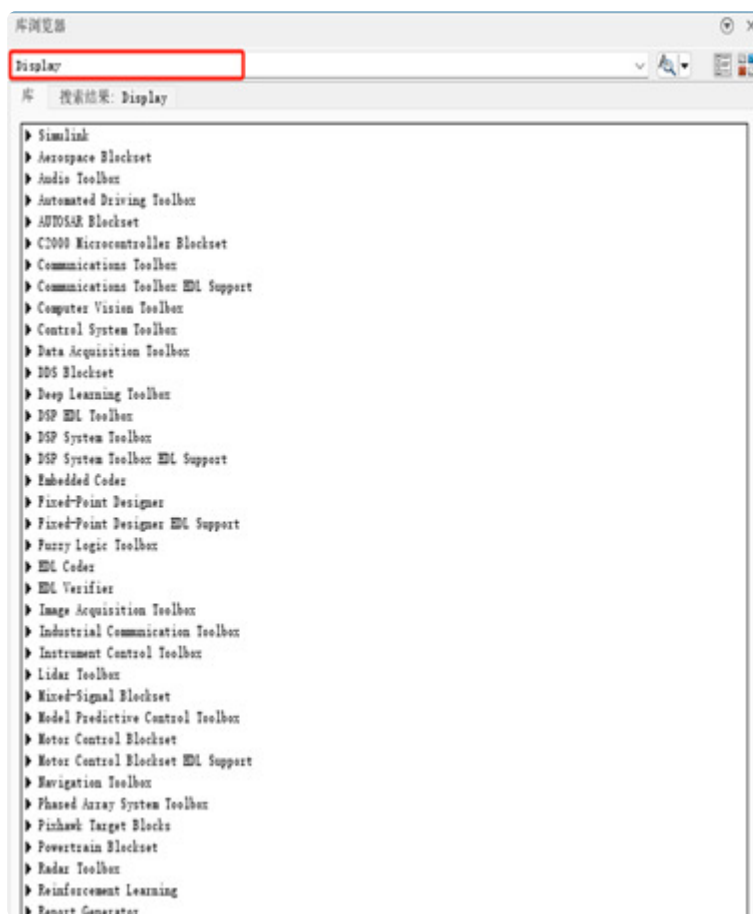 库浏览器
Display
库 搜索结果: Display
Simulink
Aerospace Blockset
Audio Toolbox
Automated Driving Toolbox
AUTOSAR Blockset
C2000 Microcontroller Blockset
Communications Toolbox
Communications Toolbox HDL Support
Computer Vision Toolbox
Control System Toolbox
Data Acquisition Toolbox
DDS Blockset
Deep Learning Toolbox
DSP HDL Toolbox
DSP System Toolbox
DSP System Toolbox HDL Support
Embedded Coder
Fixed-Point Designer
Fixed-Point Designer HDL Support
Fuzzy Logic Toolbox
HDL Coder
HDL Verifier
Image Acquisition Toolbox
Industrial Communication Toolbox
Instrument Control Toolbox
Lidar Toolbox
Mixed-Signal Blockset
Model Predictive Control Toolbox
Motor Control Blockset
Motor Control Blockset HDL Support
Navigation Toolbox
Phased Array System Toolbox
Pixhawk Target Blocks
Powertrain Blockset
Radar Toolbox
Reinforcement Learning
Report Generator